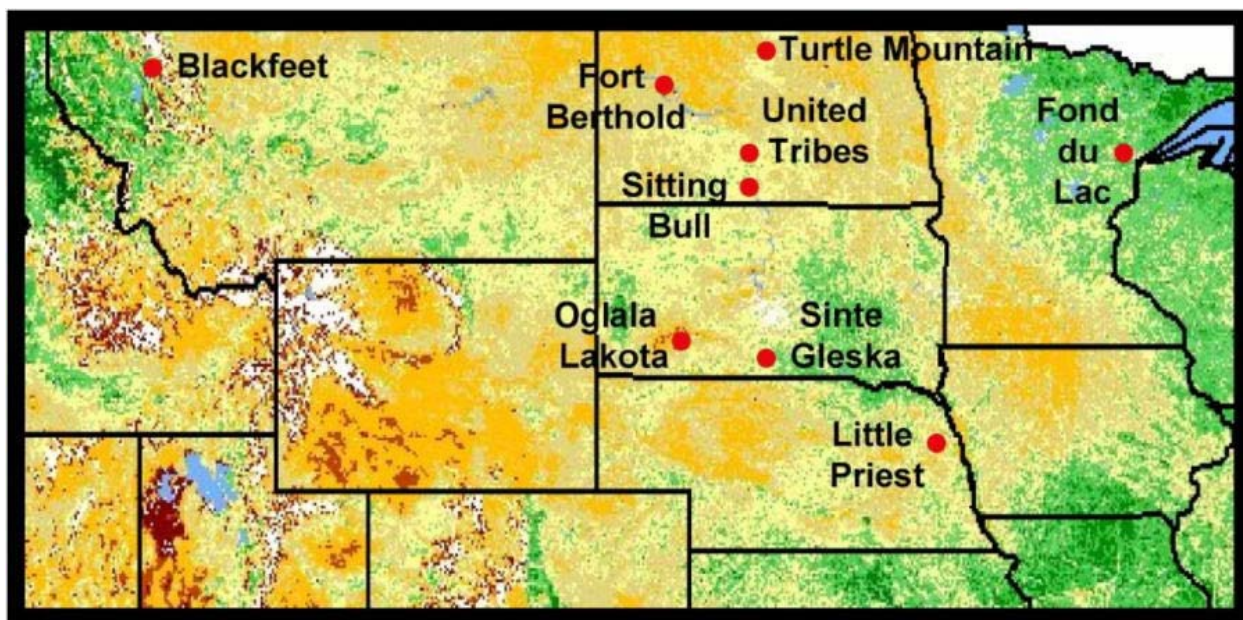 Blackfeet
Turtle Mountain
Fort
Berthold
United
Tribes
Fond
du
Lac
Sitting
Bull
Oglala
Lakota
Sinte
Gleska
Little
Priest